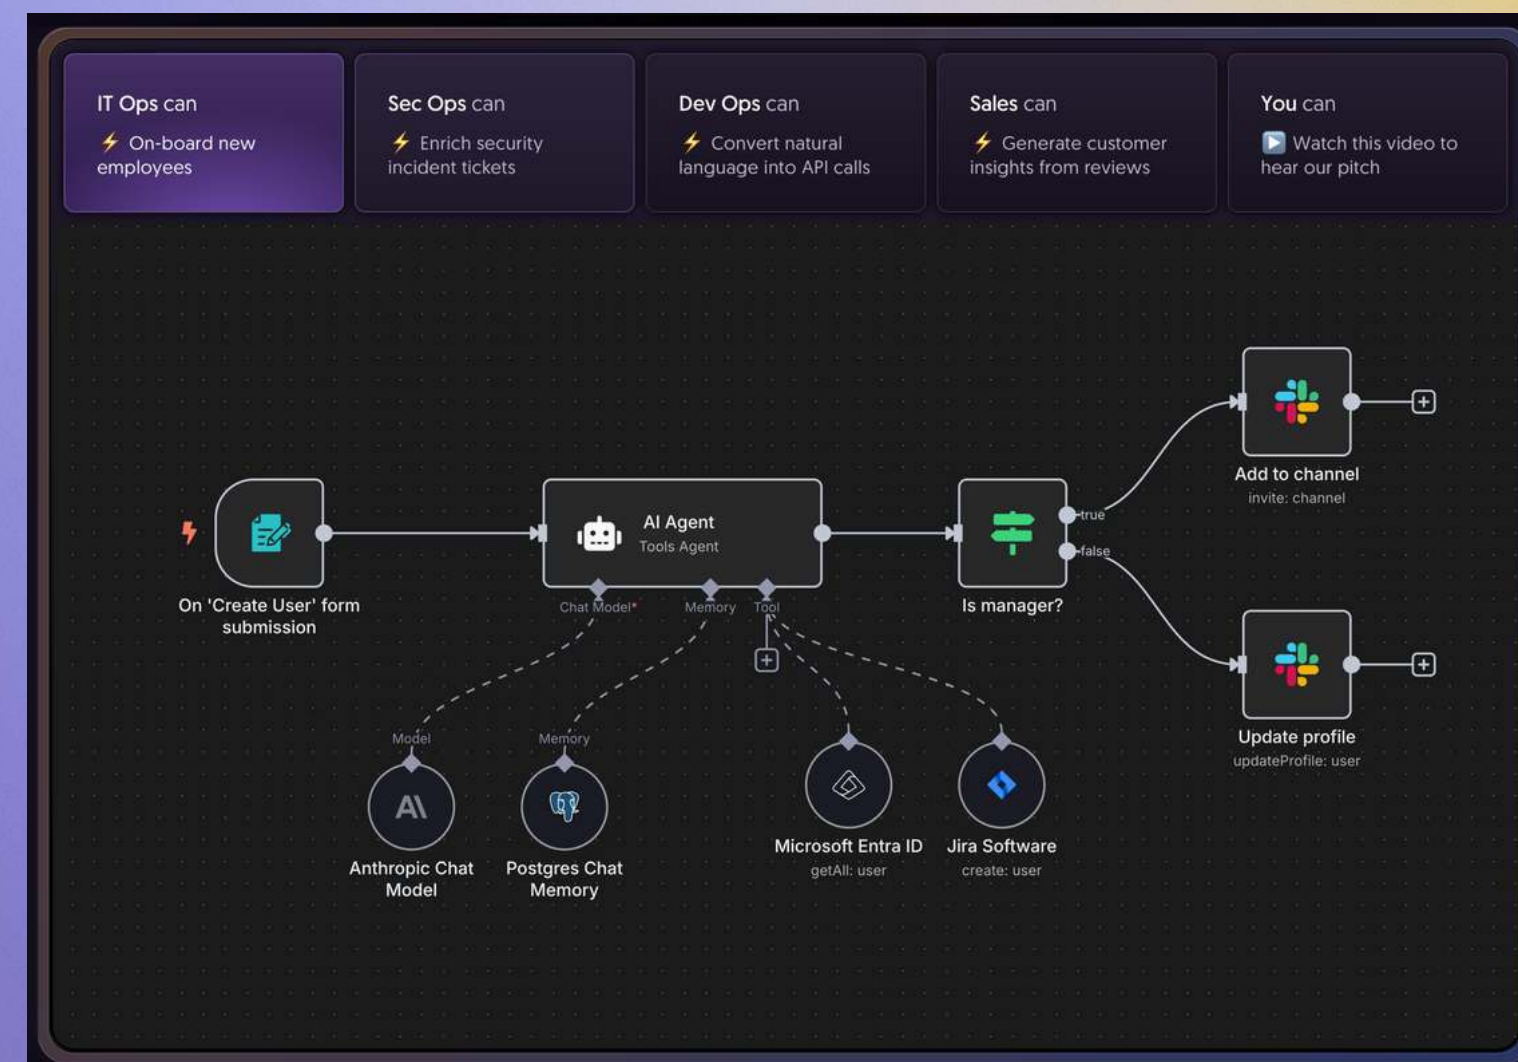 IT Ops can
⚡ On-board new
employees
Sec Ops can
⚡ Enrich security
incident tickets
Dev Ops can
⚡ Convert natural
language into API calls
Sales can
⚡ Generate customer
insights from reviews
You can
▶️ Watch this video to
hear our pitch
On 'Create User' form
submission
AI Agent
Tools Agent
Chat Model*
Memory
Tool
Is manager?
true
false
Add to channel
invite: channel
Update profile
updateProfile: user
Model
Anthropic Chat
Model
Memory
Postgres Chat
Memory
Microsoft Entra ID
getAll: user
Jira Software
create: user